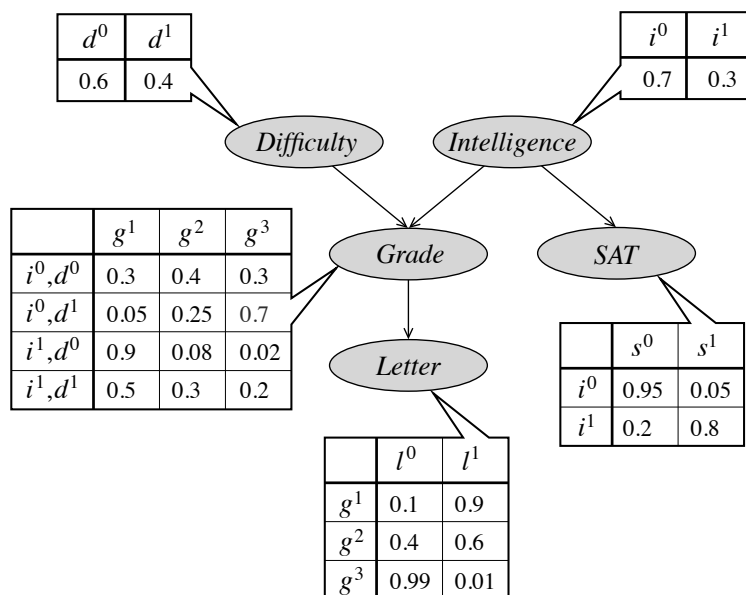 d⁰ d¹
0.6 0.4
i⁰ i¹
0.7 0.3
Difficulty
Intelligence
g¹ g² g³
i⁰,d⁰ 0.3 0.4 0.3
i⁰,d¹ 0.05 0.25 0.7
i¹,d⁰ 0.9 0.08 0.02
i¹,d¹ 0.5 0.3 0.2
Grade
SAT
s⁰ s¹
i⁰ 0.95 0.05
i¹ 0.2 0.8
Letter
l⁰ l¹
g¹ 0.1 0.9
g² 0.4 0.6
g³ 0.99 0.01